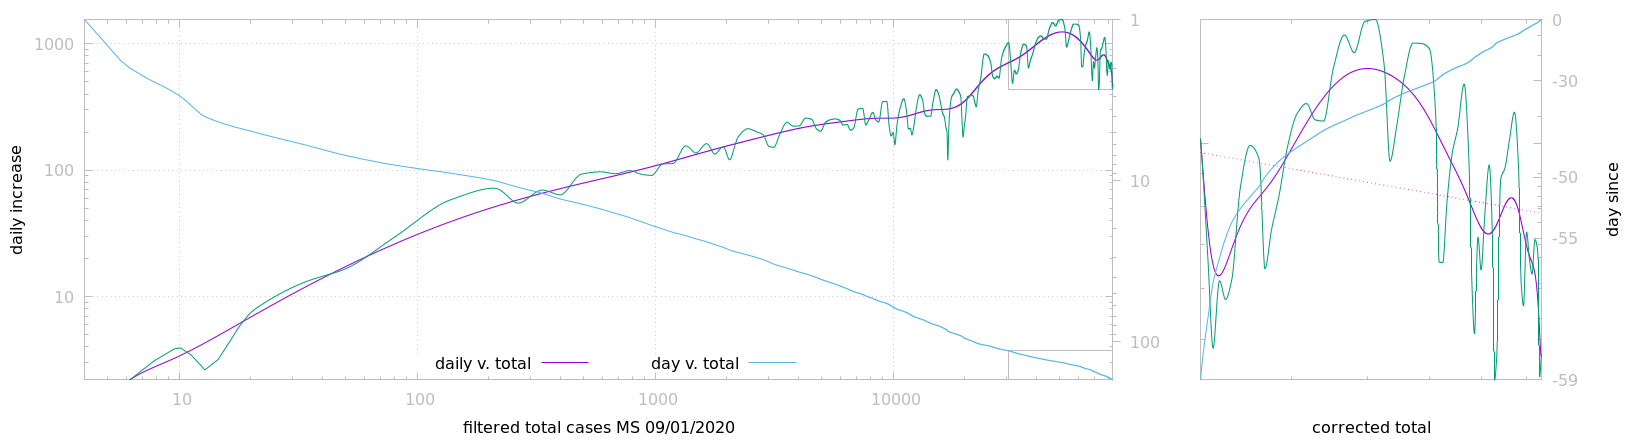 1000
100
10
daily increase
10
100
1000
10000
filtered total cases MS 09/01/2020
daily v. total
day v. total
1
10
100
0
-30
-50
-55
-59
day since
corrected total